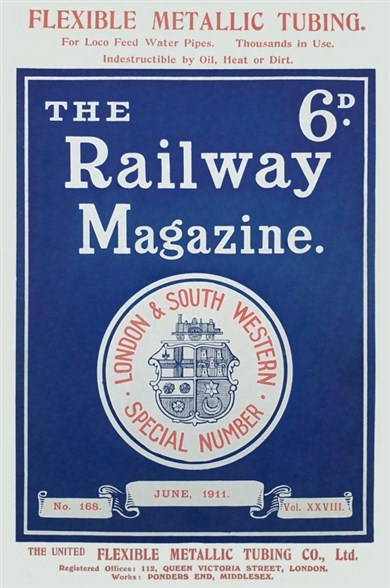 FLEXIBLE METALLIC TUBING.
For Loco Feed Water Pipes. Thousands in Use.
Indestructible by Oil, Heat or Dirt.
THE 6D.
Railway
Magazine.
LONDON & SOUTH WESTERN
· SPECIAL NUMBER ·
No. 168.
JUNE, 1911.
Vol. XXVIII.
THE UNITED FLEXIBLE METALLIC TUBING CO., Ltd.
Registered Offices: 112, QUEEN VICTORIA STREET, LONDON.
Works: PONDERS END, MIDDLESEX.